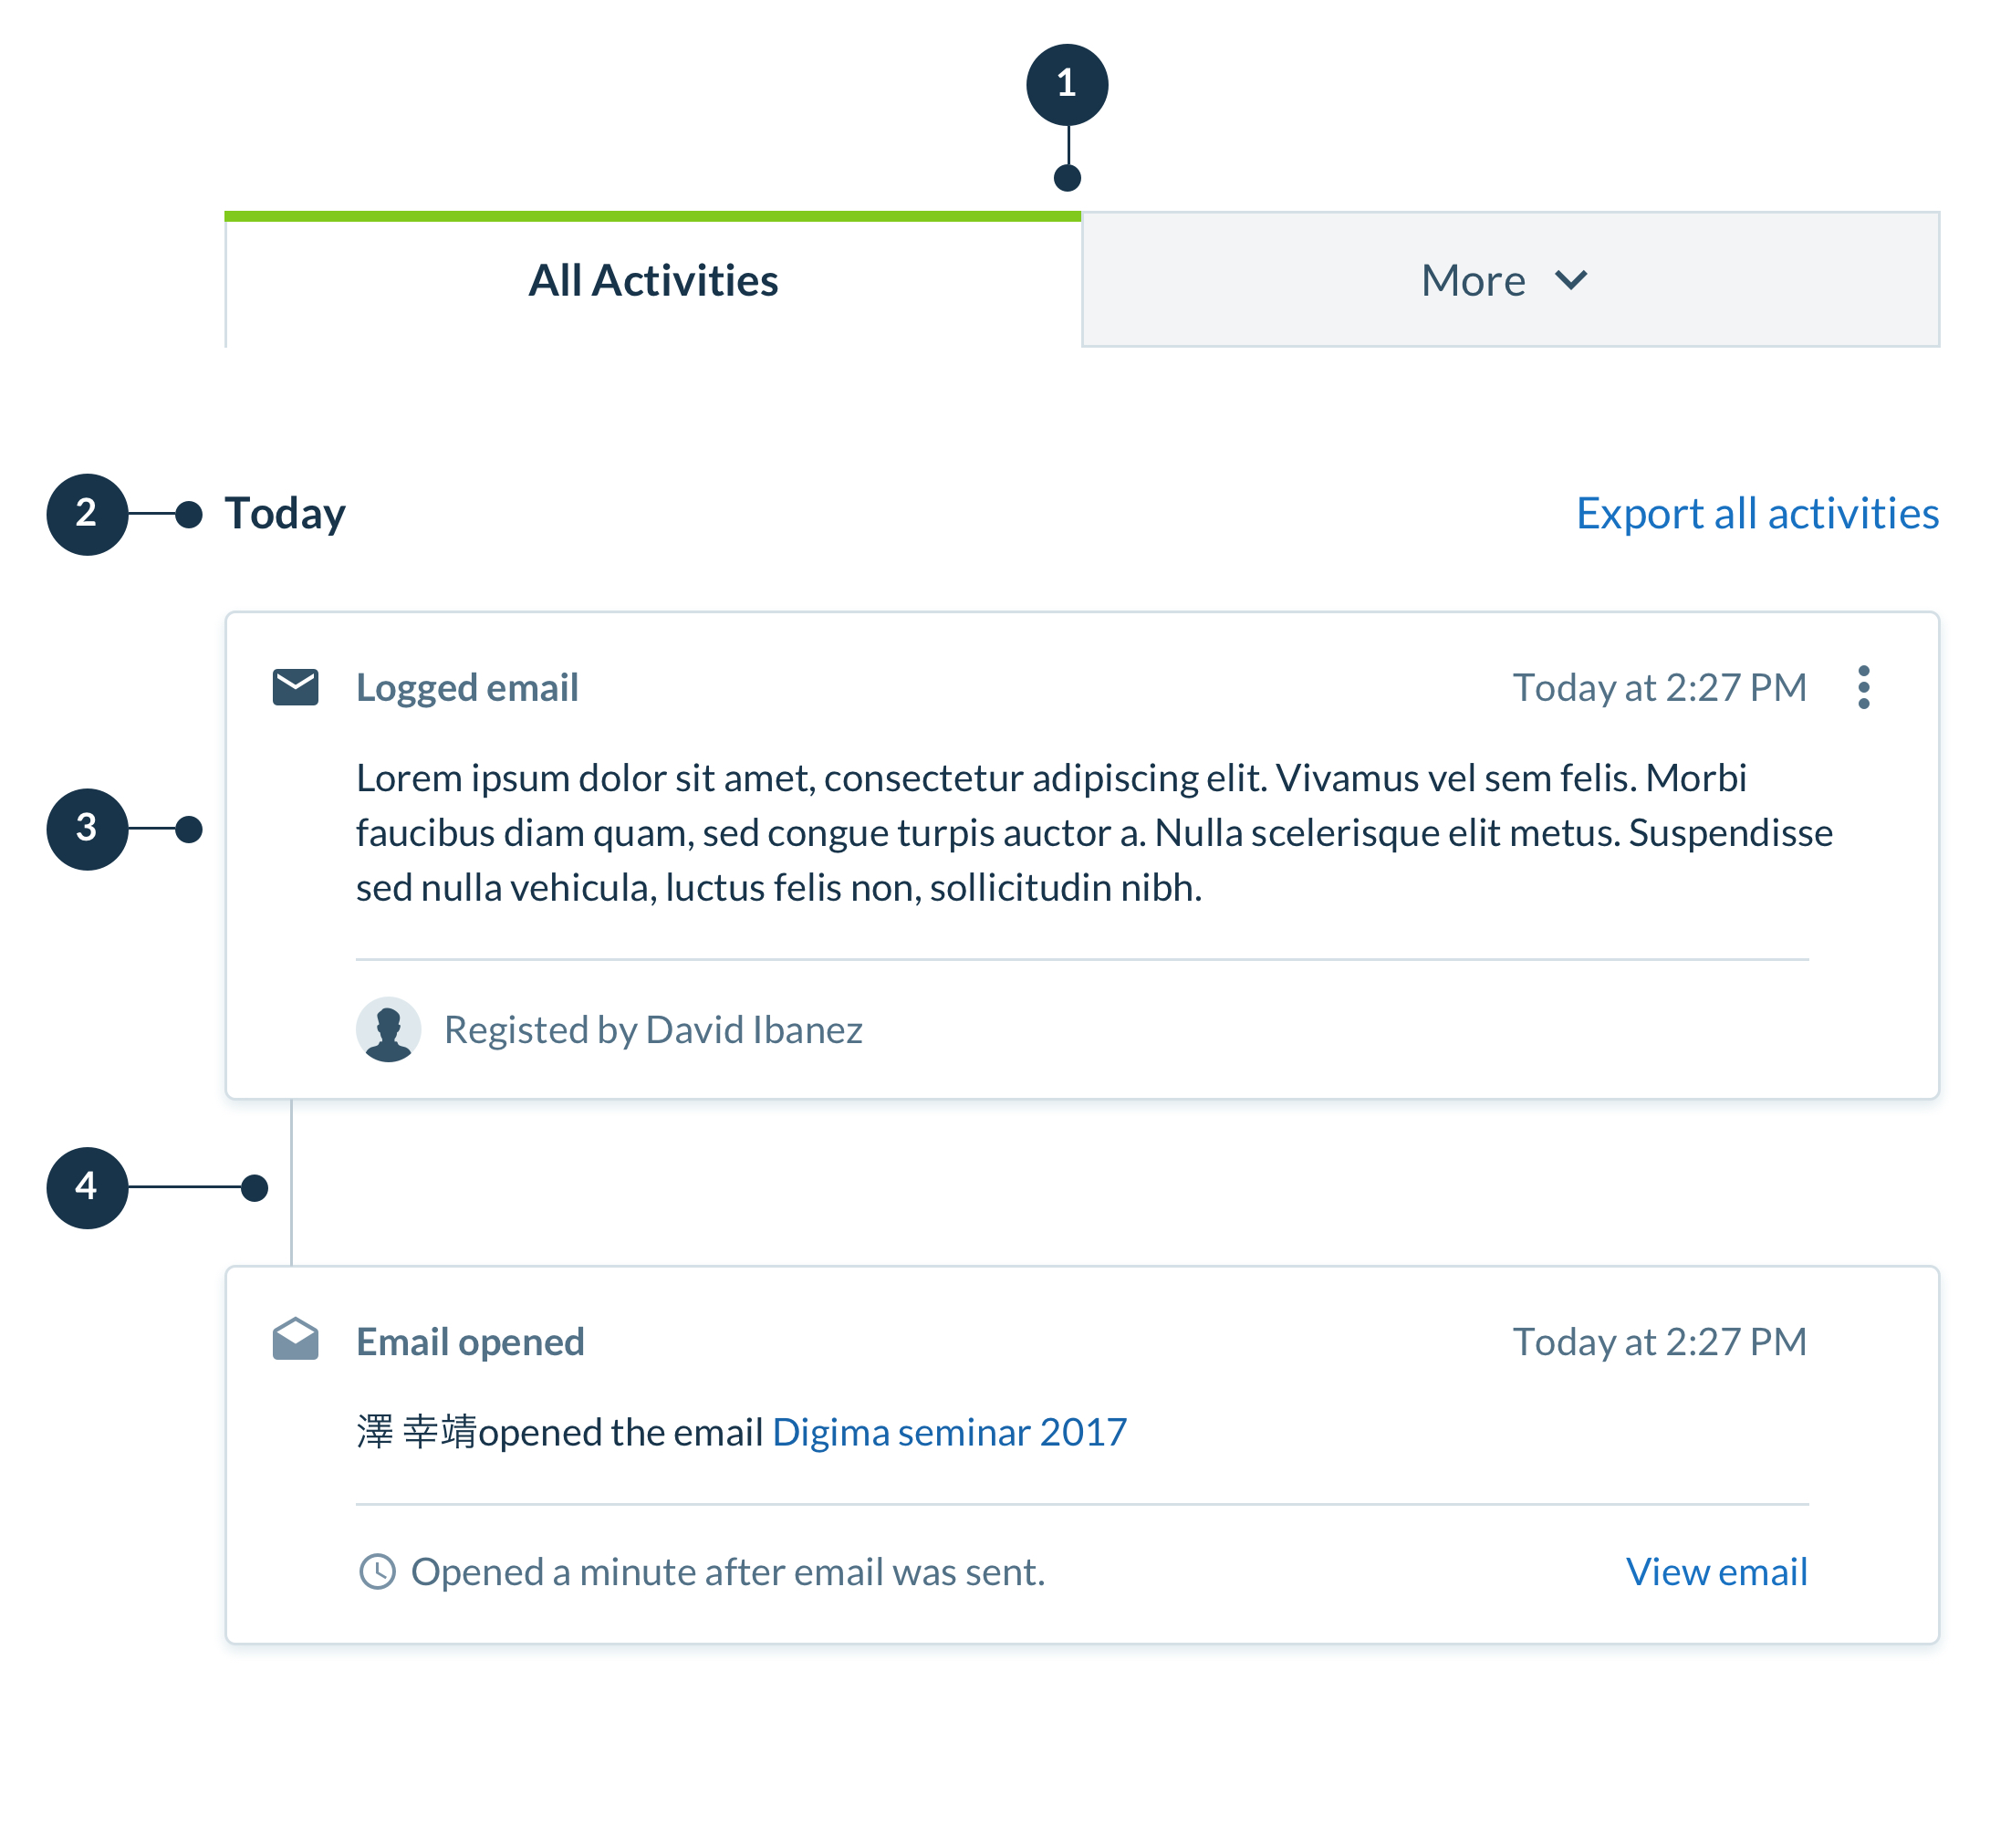 1
All Activities
More
2
Today
Export all activities
Logged email
Today at 2:27 PM
3
Lorem ipsum dolor sit amet, consectetur adipiscing elit. Vivamus vel sem felis. Morbi
faucibus diam quam, sed congue turpis auctor a. Nulla scelerisque elit metus. Suspendisse
sed nulla vehicula, luctus felis non, sollicitudin nibh.
Registed by David Ibanez
4
Email opened
Today at 2:27 PM
澤 幸靖opened the email Digima seminar 2017
Opened a minute after email was sent.
View email